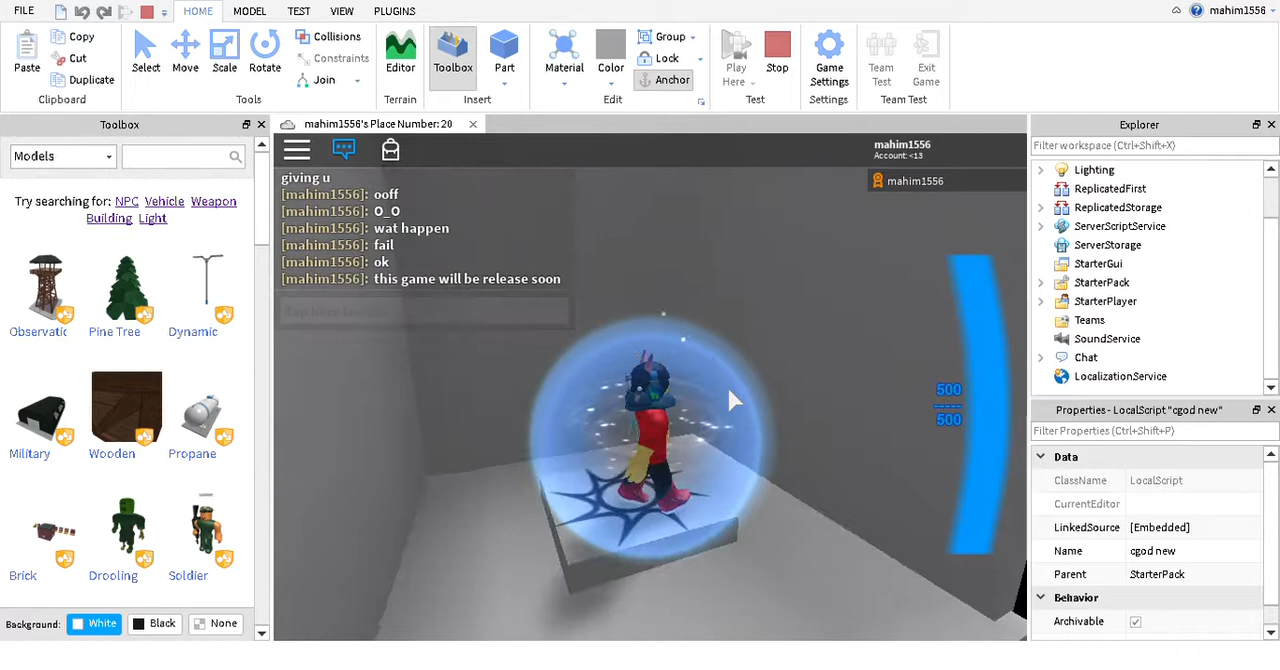 FILE HOME MODEL TEST VIEW PLUGINS mahim1556
Paste Copy Cut Duplicate Clipboard
Select Move Scale Rotate Collisions Constraints Join Tools
Editor Terrain
Toolbox Part Insert
Material Color Group Lock Anchor Edit
Play Here Stop Test
Game Settings Settings
Team Test Exit Game Team Test
Toolbox
Models
Try searching for: NPC Vehicle Weapon
Building Light
Observatic Pine Tree Dynamic
Military Wooden Propane
Brick Drooling Soldier
Background: White Black None
mahim1556's Place Number: 20
mahim1556
Account: <13
mahim1556
giving u
[mahim1556]: ooff
[mahim1556]: O_O
[mahim1556]: wat happen
[mahim1556]: fail
[mahim1556]: ok
[mahim1556]: this game will be release soon
500
500
Explorer
Filter workspace (Ctrl+Shift+X)
Lighting
ReplicatedFirst
ReplicatedStorage
ServerScriptService
ServerStorage
StarterGui
StarterPack
StarterPlayer
Teams
SoundService
Chat
LocalizationService
Properties - LocalScript "cgod new"
Filter Properties (Ctrl+Shift+P)
Data
ClassName LocalScript
CurrentEditor
LinkedSource [Embedded]
Name cgod new
Parent StarterPack
Behavior
Archivable